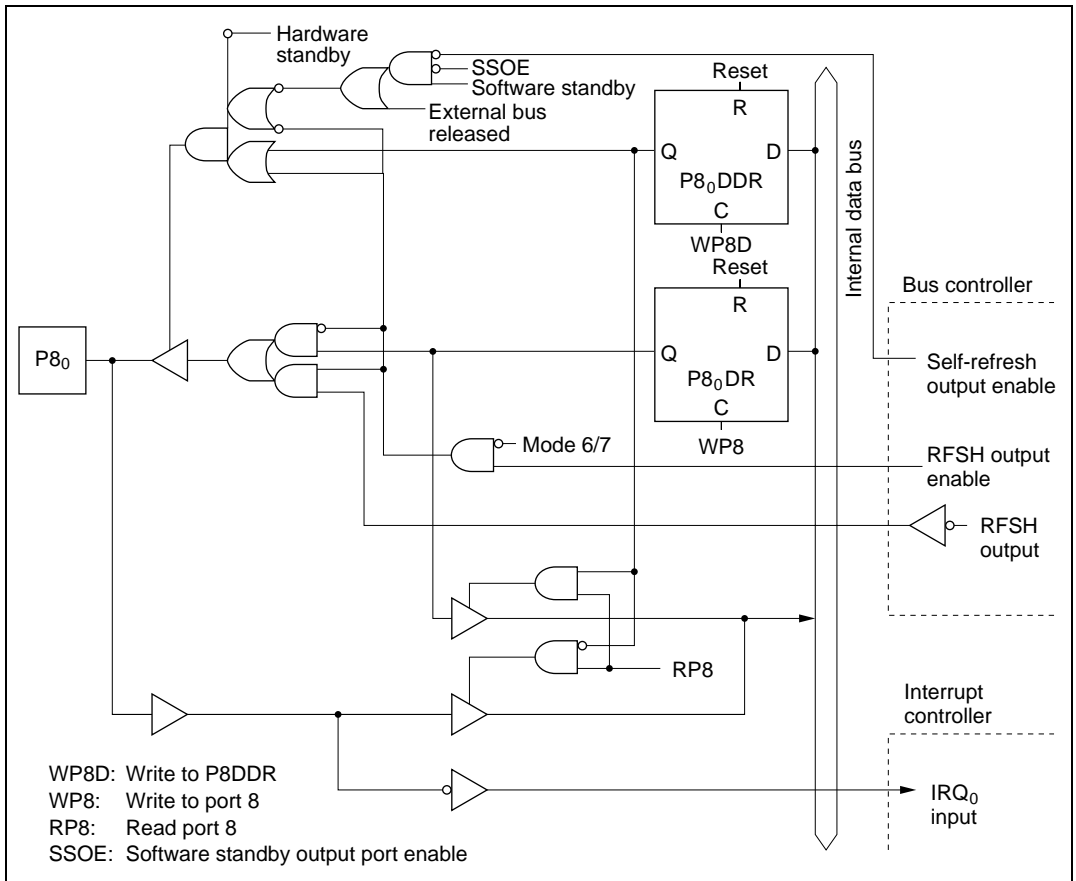 Hardware
standby
SSOE
Software standby
External bus
released
Reset
R
Q
D
P8₀DDR
C
WP8D
Reset
R
Q
D
P8₀DR
C
WP8
Internal data bus
Bus controller
Self-refresh
output enable
P8₀
Mode 6/7
RFSH output
enable
RFSH
output
RP8
Interrupt
controller
IRQ₀
input
WP8D: Write to P8DDR
WP8: Write to port 8
RP8: Read port 8
SSOE: Software standby output port enable